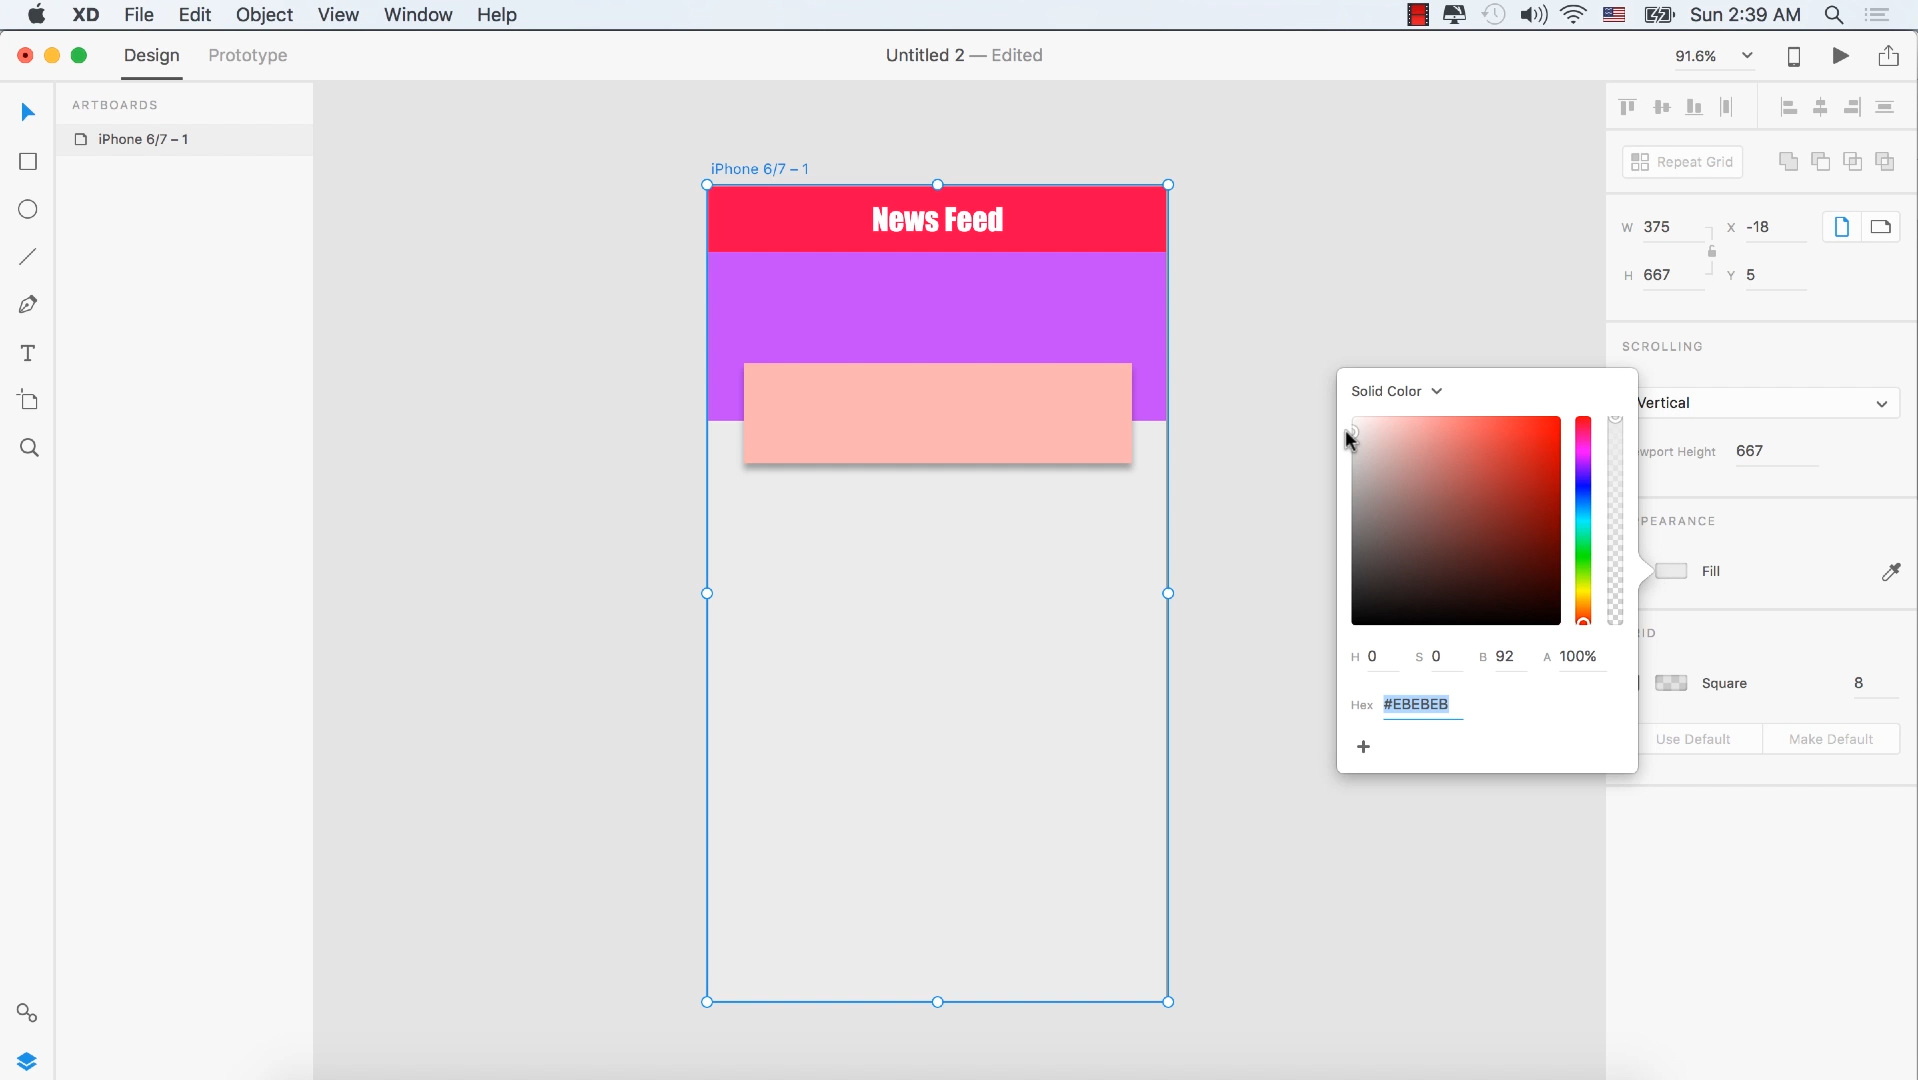 XD File Edit Object View Window Help
Sun 2:39 AM
Design Prototype
Untitled 2 — Edited
91.6%
ARTBOARDS
iPhone 6/7 – 1
iPhone 6/7 – 1
News Feed
Repeat Grid
W 375 X -18
H 667 Y 5
SCROLLING
Vertical
wport Height 667
PEARANCE
Fill
ID
Square 8
Use Default Make Default
Solid Color
H 0 S 0 B 92 A 100%
Hex #EBEBEB
+